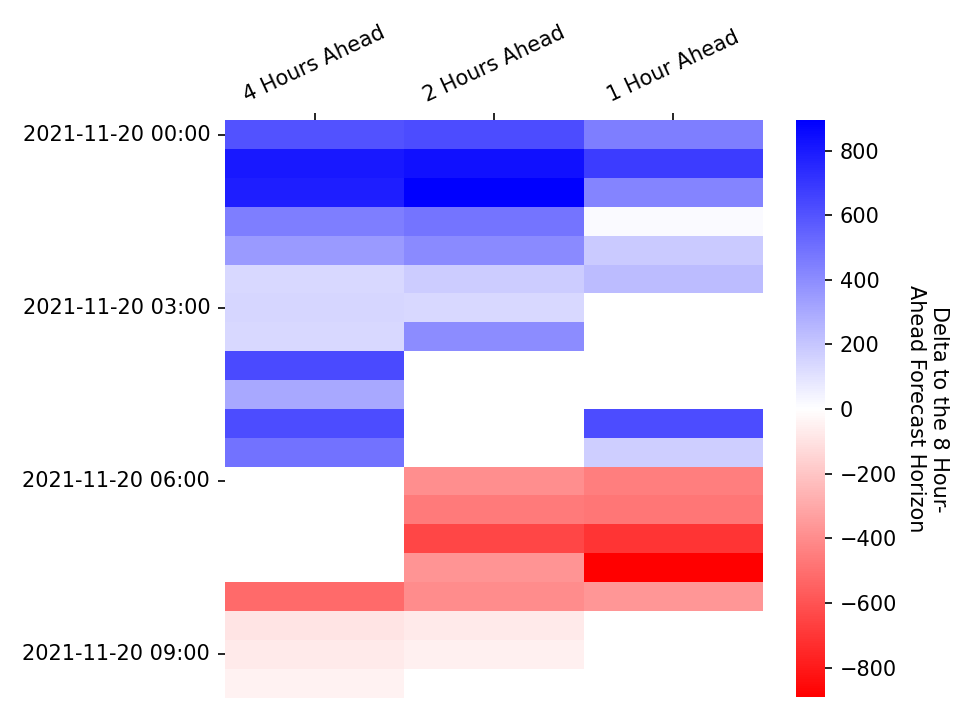 4 Hours Ahead
2 Hours Ahead
1 Hour Ahead
2021-11-20 00:00
2021-11-20 03:00
2021-11-20 06:00
2021-11-20 09:00
800
600
400
200
0
−200
−400
−600
−800
Delta to the 8 Hour-
Ahead Forecast Horizon